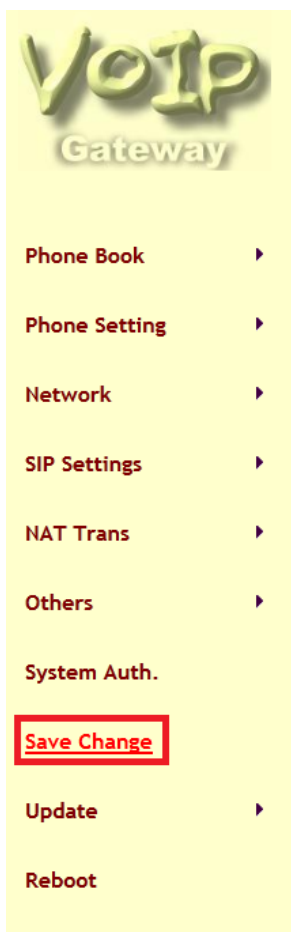 VoIP
Gateway
Phone Book
Phone Setting
Network
SIP Settings
NAT Trans
Others
System Auth.
Save Change
Update
Reboot